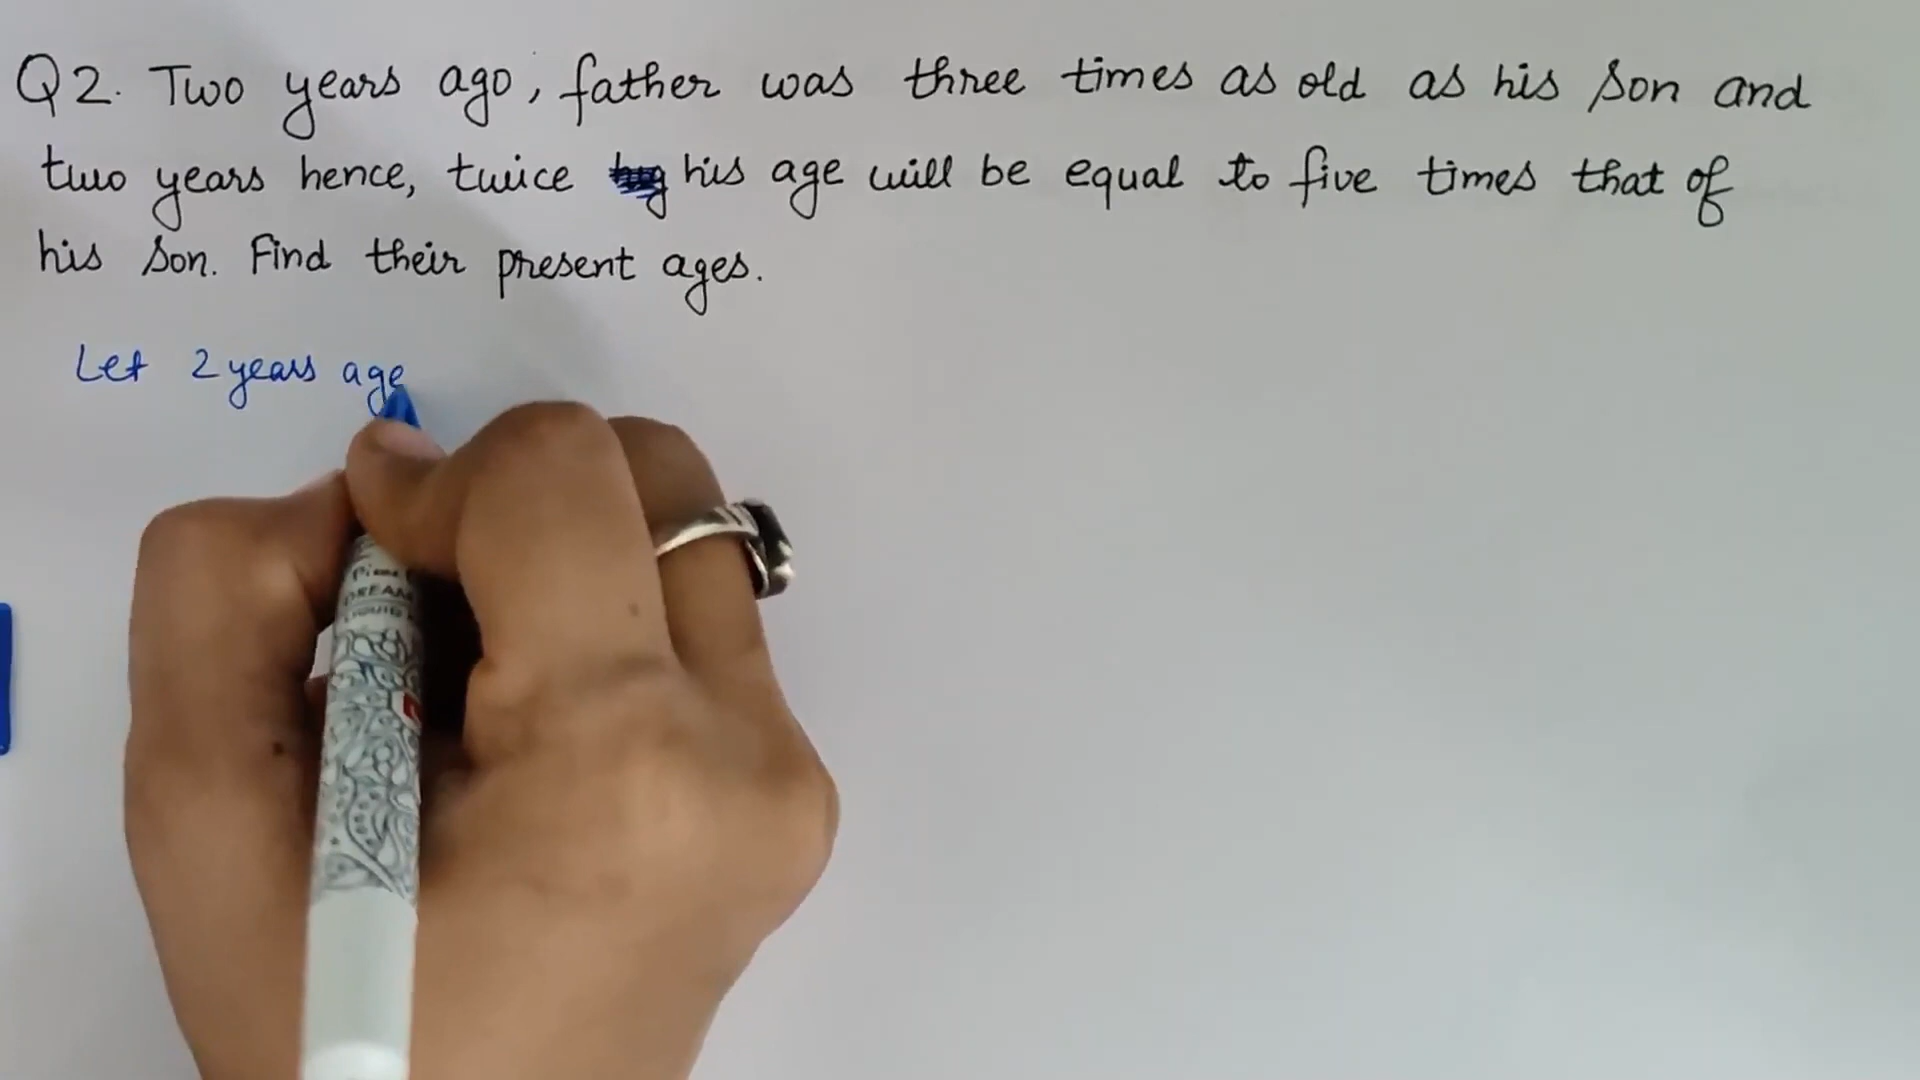 Q2. Two years ago, father was three times as old as his son and
two years hence, twice his age will be equal to five times that of
his son. Find their present ages.
Let 2 years age
DREAM